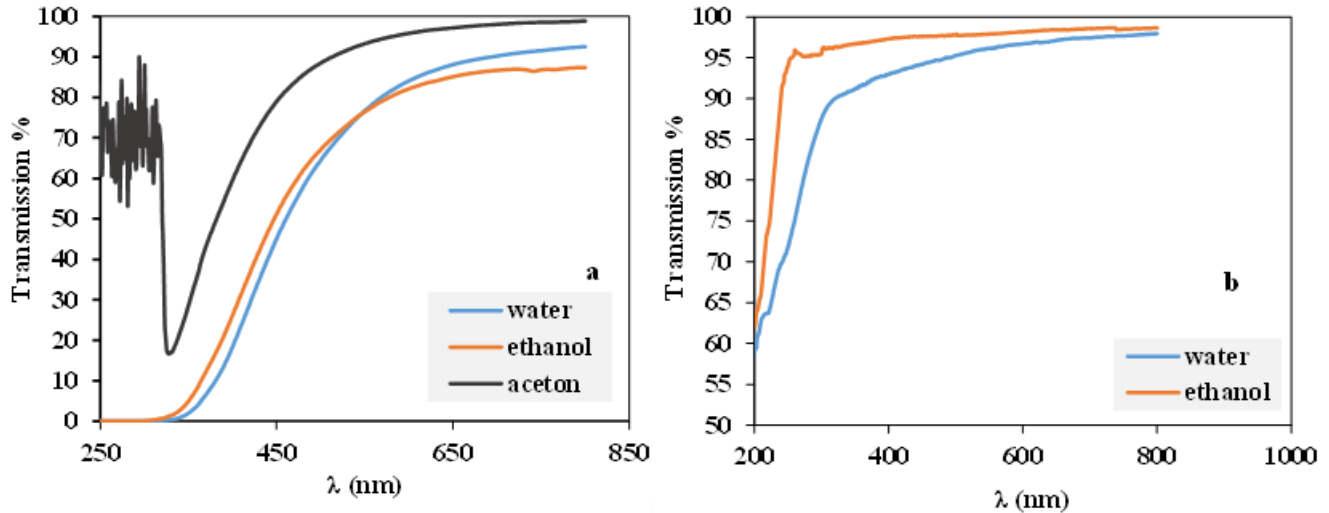 Transmission %
100
90
80
70
60
50
40
30
20
10
0
250
450
650
850
λ (nm)
a
water
ethanol
aceton
Transmission %
100
95
90
85
80
75
70
65
60
55
50
200
400
600
800
1000
λ (nm)
b
water
ethanol